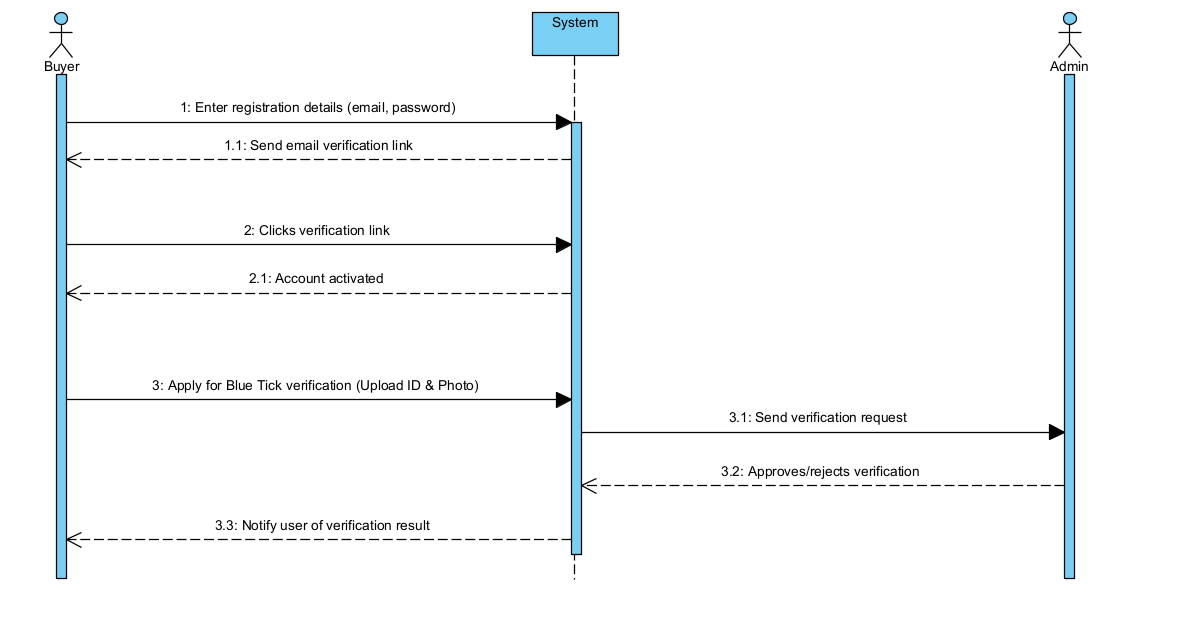 System
Buyer
Admin
1: Enter registration details (email, password)
1.1: Send email verification link
2: Clicks verification link
2.1: Account activated
3: Apply for Blue Tick verification (Upload ID & Photo)
3.1: Send verification request
3.2: Approves/rejects verification
3.3: Notify user of verification result